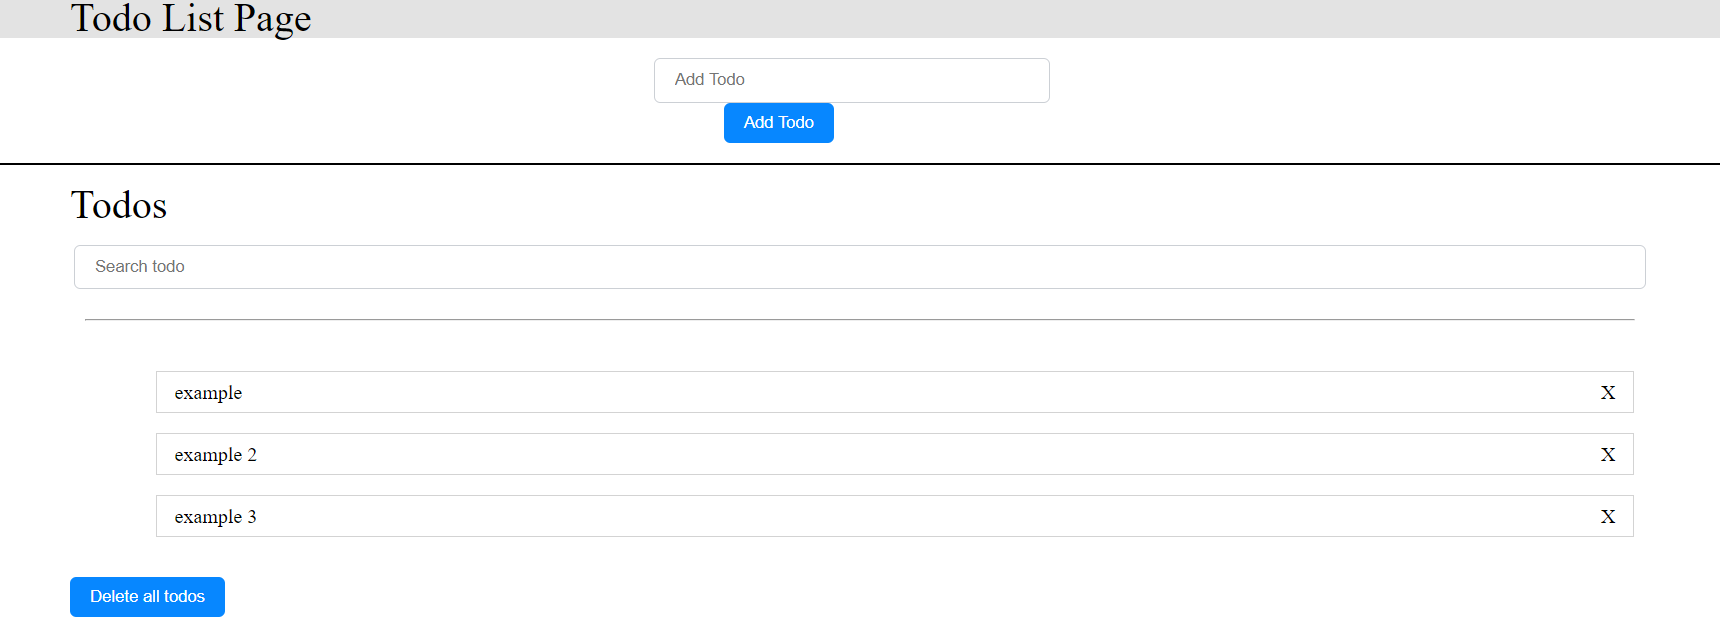 Todo List Page
Add Todo
Add Todo
Todos
Search todo
example X
example 2 X
example 3 X
Delete all todos